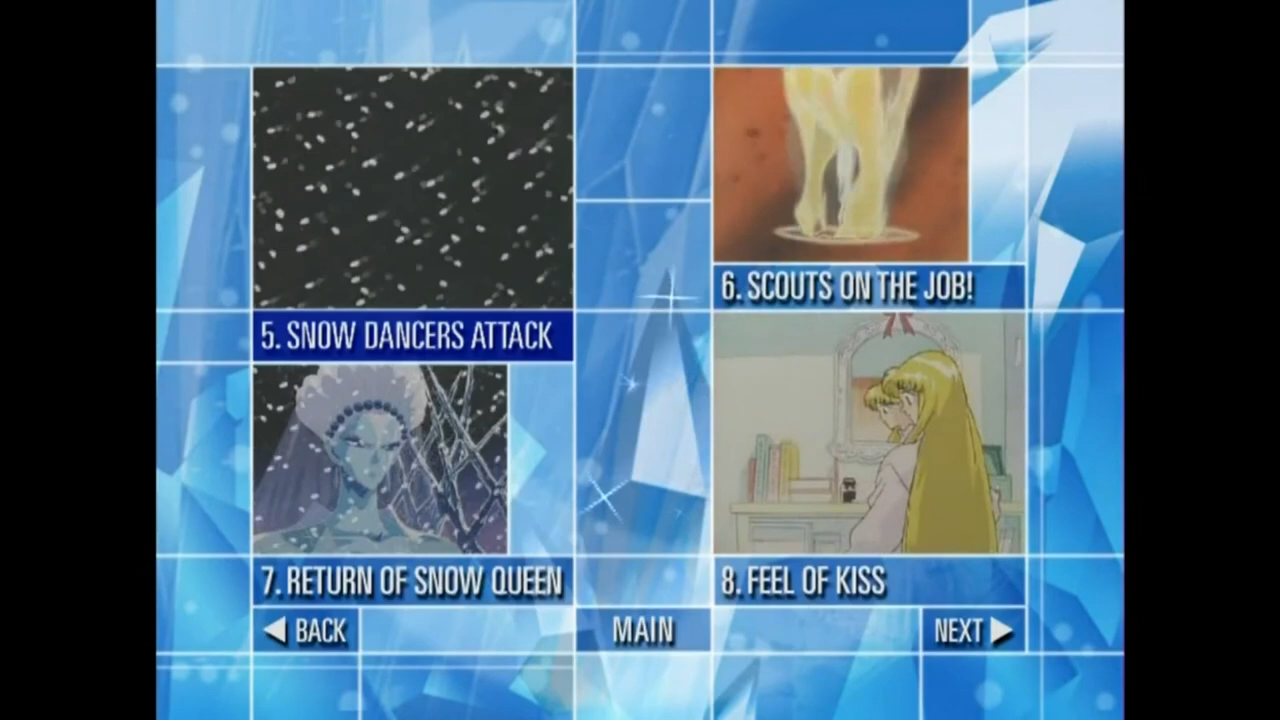 5. SNOW DANCERS ATTACK
6. SCOUTS ON THE JOB!
7. RETURN OF SNOW QUEEN
8. FEEL OF KISS
BACK
MAIN
NEXT